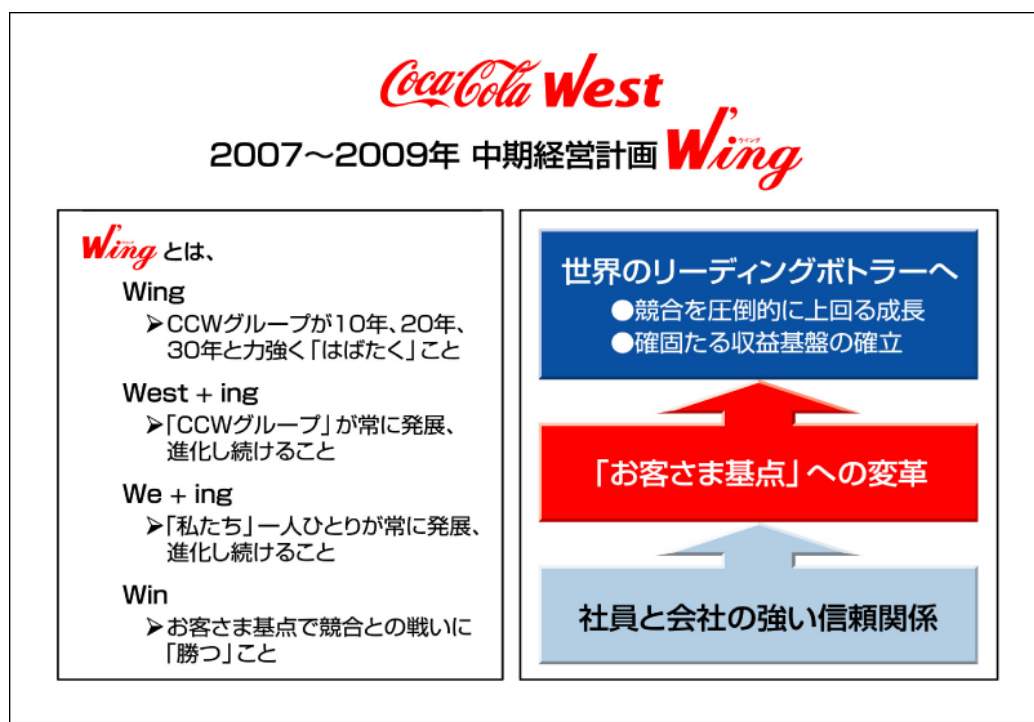 Coca-Cola West
2007～2009年 中期経営計画 W'ing
ウイング
W'ing とは、
Wing
➤CCWグループが10年、20年、
30年と力強く「はばたく」こと
West + ing
➤「CCWグループ」が常に発展、
進化し続けること
We + ing
➤「私たち」一人ひとりが常に発展、
進化し続けること
Win
➤お客さま基点で競合との戦いに
「勝つ」こと
世界のリーディングボトラーへ
●競合を圧倒的に上回る成長
●確固たる収益基盤の確立
「お客さま基点」への変革
社員と会社の強い信頼関係